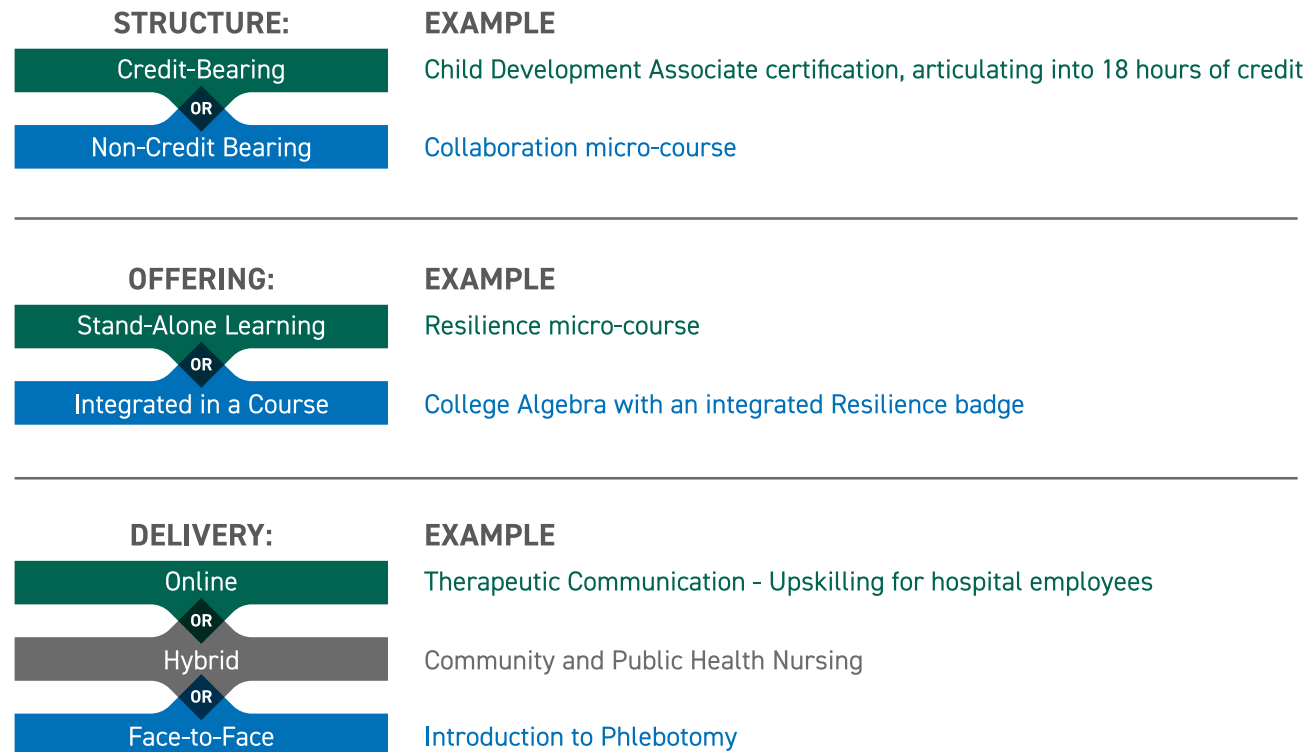 STRUCTURE: EXAMPLE
Credit-Bearing Child Development Associate certification, articulating into 18 hours of credit
OR
Non-Credit Bearing Collaboration micro-course
OFFERING: EXAMPLE
Stand-Alone Learning Resilience micro-course
OR
Integrated in a Course College Algebra with an integrated Resilience badge
DELIVERY: EXAMPLE
Online Therapeutic Communication - Upskilling for hospital employees
OR
Hybrid Community and Public Health Nursing
OR
Face-to-Face Introduction to Phlebotomy